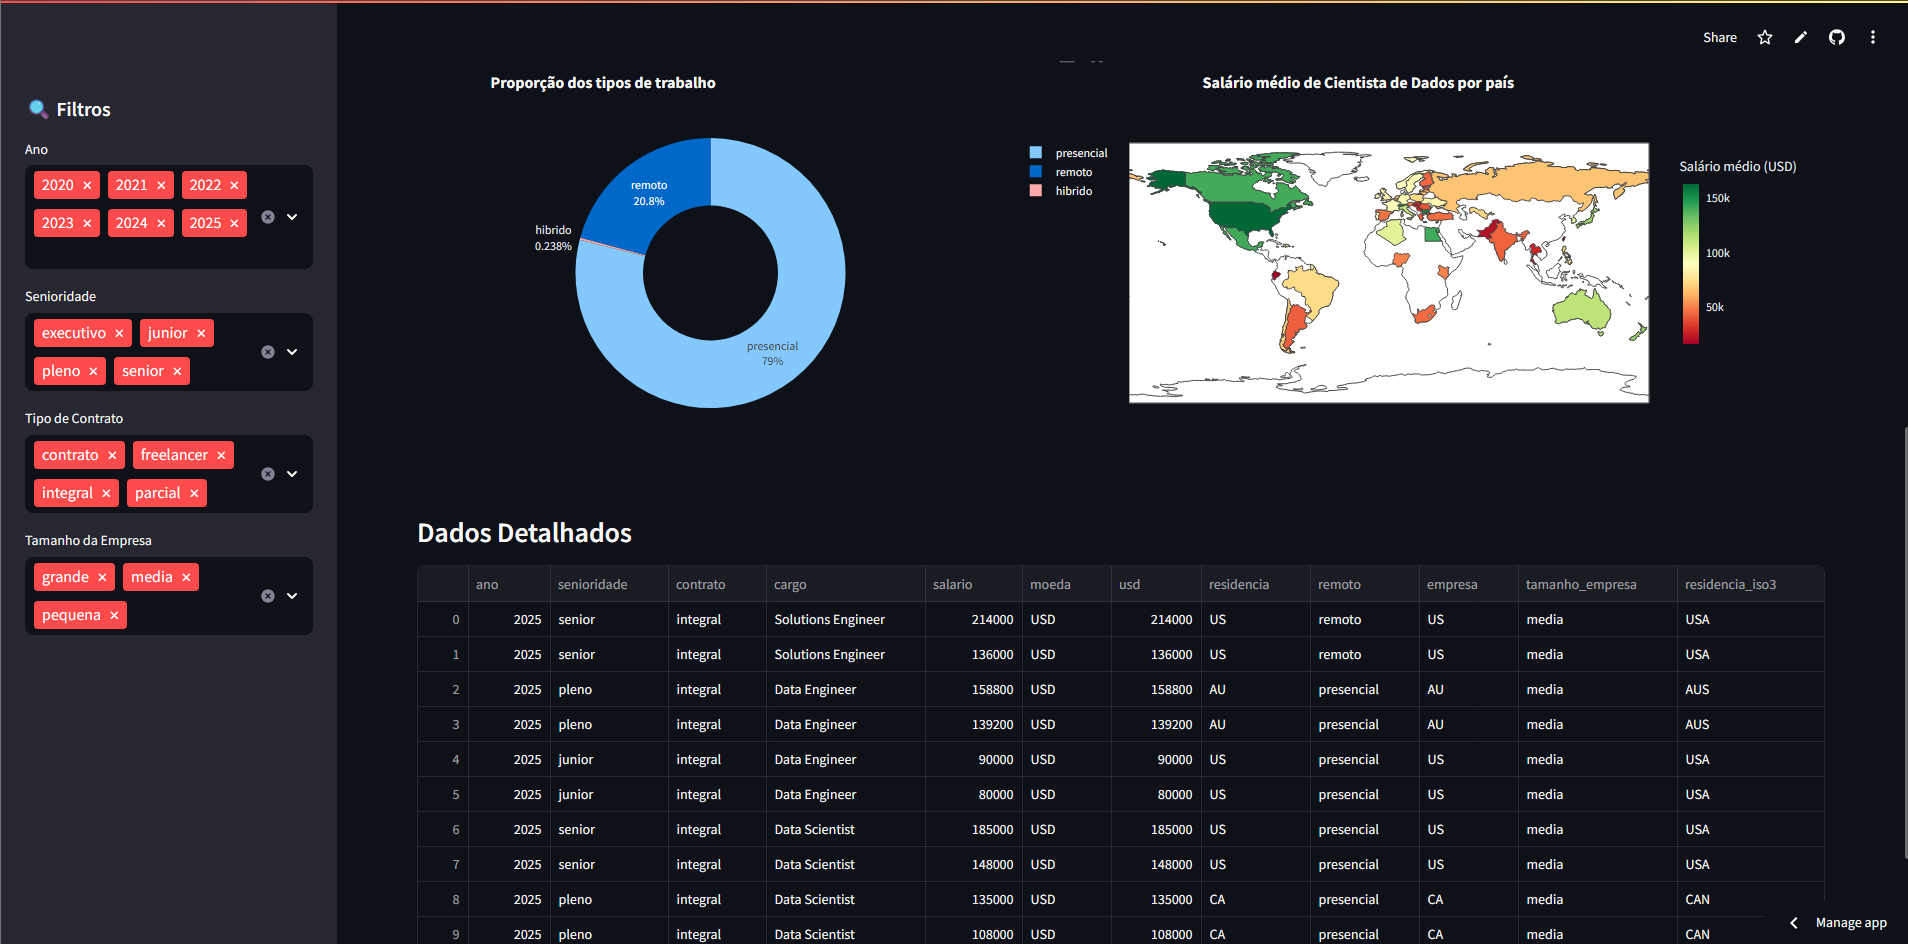 Share
🔍 Filtros
Ano
2020 × 2021 × 2022 ×
2023 × 2024 × 2025 ×
Senioridade
executivo × junior ×
pleno × senior ×
Tipo de Contrato
contrato × freelancer ×
integral × parcial ×
Tamanho da Empresa
grande × media ×
pequena ×
Proporção dos tipos de trabalho
remoto
20.8%
hibrido
0.238%
presencial
79%
presencial
remoto
hibrido
Salário médio de Cientista de Dados por país
Salário médio (USD)
150k
100k
50k
Dados Detalhados
ano senioridade contrato cargo salario moeda usd residencia remoto empresa tamanho_empresa residencia_iso3
0 2025 senior integral Solutions Engineer 214000 USD 214000 US remoto US media USA
1 2025 senior integral Solutions Engineer 136000 USD 136000 US remoto US media USA
2 2025 pleno integral Data Engineer 158800 USD 158800 AU presencial AU media AUS
3 2025 pleno integral Data Engineer 139200 USD 139200 AU presencial AU media AUS
4 2025 junior integral Data Engineer 90000 USD 90000 US presencial US media USA
5 2025 junior integral Data Engineer 80000 USD 80000 US presencial US media USA
6 2025 senior integral Data Scientist 185000 USD 185000 US presencial US media USA
7 2025 senior integral Data Scientist 148000 USD 148000 US presencial US media USA
8 2025 pleno integral Data Scientist 135000 USD 135000 CA presencial CA media CAN
9 2025 pleno integral Data Scientist 108000 USD 108000 CA presencial CA media CAN
Manage app